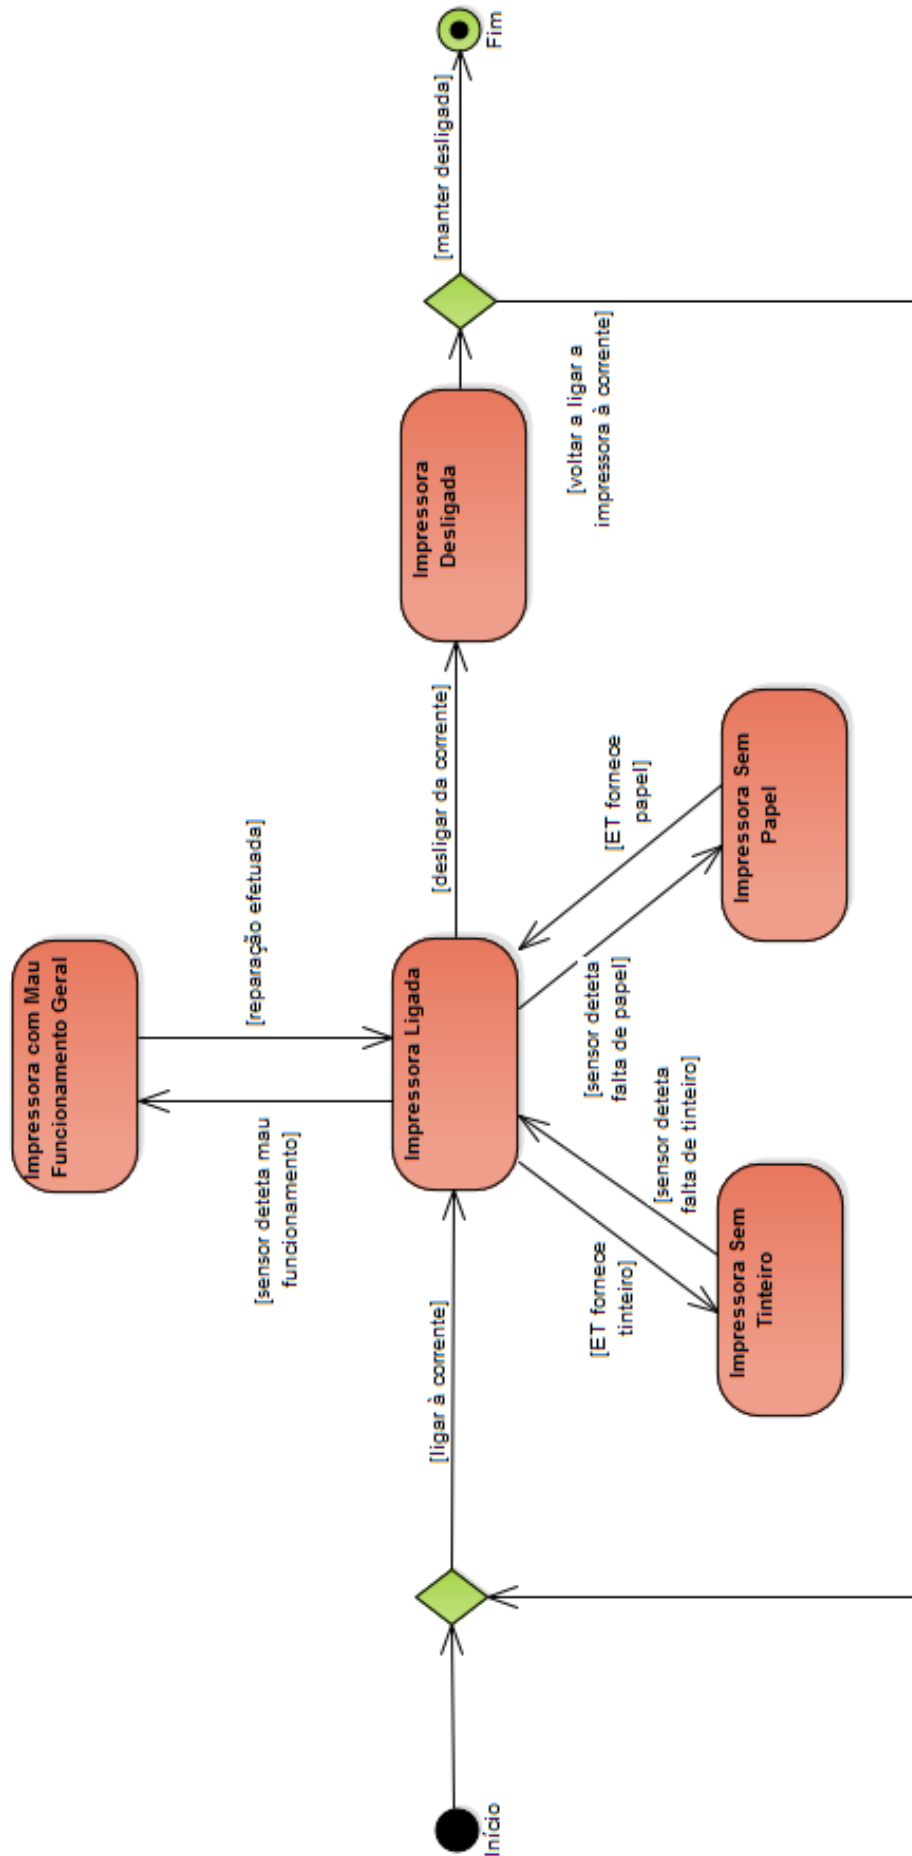 Início
[ligar à corrente]
Impressora com Mau
Funcionamento Geral
[sensor deteta mau
funcionamento]
[reparação efetuada]
Impressora Ligada
[ET fornece
tinteiro]
[sensor deteta
falta de tinteiro]
Impressora Sem
Tinteiro
[sensor deteta
falta de papel]
[ET fornece
papel]
Impressora Sem
Papel
[desligar da corrente]
Impressora
Desligada
[voltar a ligar a
impressora à corrente]
[manter desligada]
Fim